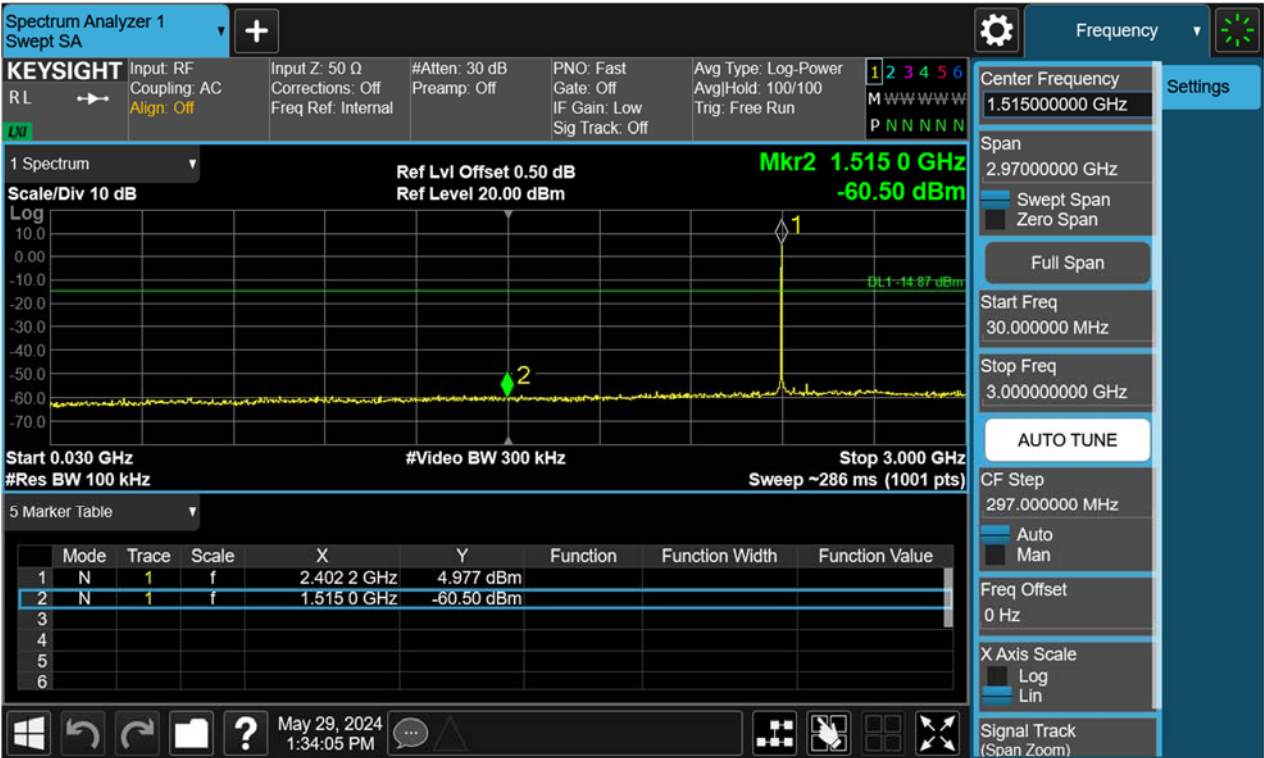 Spectrum Analyzer 1
Swept SA
+
Frequency
KEYSIGHT
R L
LXI
Input: RF
Coupling: AC
Align: Off
Input Z: 50 Ω
Corrections: Off
Freq Ref: Internal
#Atten: 30 dB
Preamp: Off
PNO: Fast
Gate: Off
IF Gain: Low
Sig Track: Off
Avg Type: Log-Power
Avg|Hold: 100/100
Trig: Free Run
1 2 3 4 5 6
M W W W W W
P N N N N N
Settings
Center Frequency
1.515000000 GHz
Span
2.97000000 GHz
Swept Span
Zero Span
Full Span
Start Freq
30.000000 MHz
Stop Freq
3.000000000 GHz
AUTO TUNE
CF Step
297.000000 MHz
Auto
Man
Freq Offset
0 Hz
X Axis Scale
Log
Lin
Signal Track
(Span Zoom)
1 Spectrum
Scale/Div 10 dB
Ref Lvl Offset 0.50 dB
Ref Level 20.00 dBm
Mkr2 1.515 0 GHz
-60.50 dBm
Log
10.0
0.00
-10.0
-20.0
-30.0
-40.0
-50.0
-60.0
-70.0
1
DL1 -14.87 dBm
2
Start 0.030 GHz
#Res BW 100 kHz
#Video BW 300 kHz
Stop 3.000 GHz
Sweep ~286 ms (1001 pts)
5 Marker Table
Mode Trace Scale X Y Function Function Width Function Value
1 N 1 f 2.402 2 GHz 4.977 dBm
2 N 1 f 1.515 0 GHz -60.50 dBm
3
4
5
6
?
May 29, 2024
1:34:05 PM